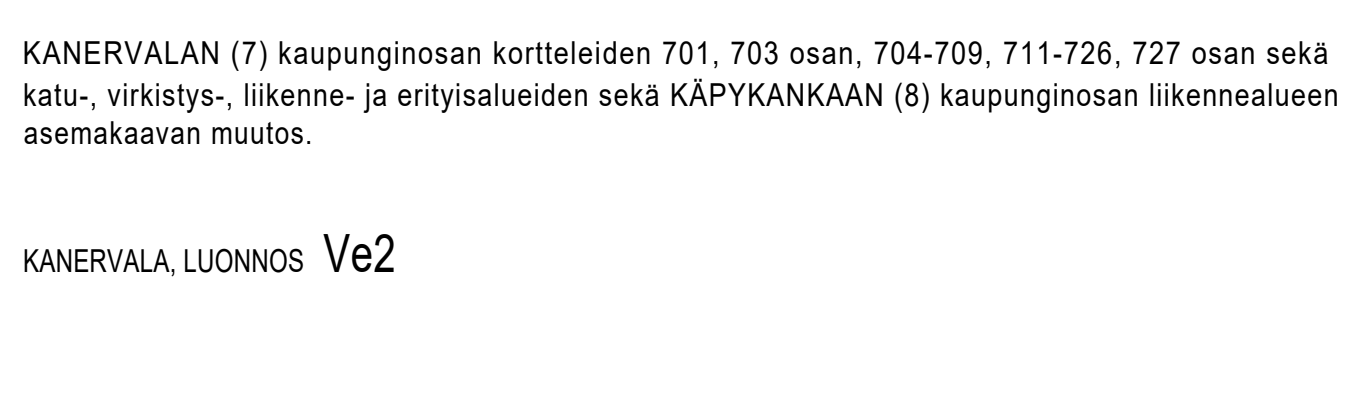 KANERVALAN (7) kaupunginosan kortteleiden 701, 703 osan, 704-709, 711-726, 727 osan sekä
katu-, virkistys-, liikenne- ja erityisalueiden sekä KÄPYKANKAAN (8) kaupunginosan liikennealueen
asemakaavan muutos.
KANERVALA, LUONNOS Ve2